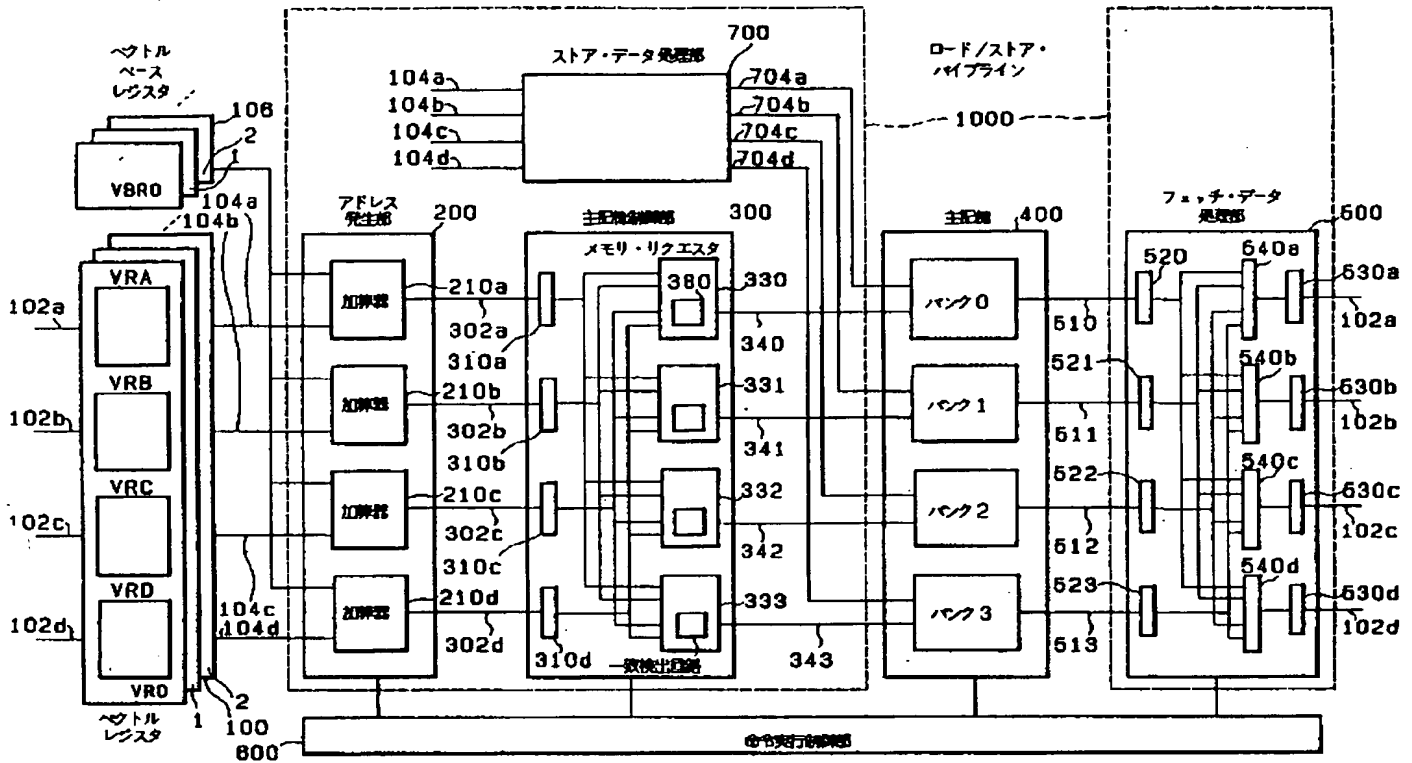 ベクトル
ベース
レジスタ
106
2
1
VBR0
104a
104b
700
ストア・データ処理部
104a
104b
104c
104d
704a
704b
704c
704d
ロード/ストア・
パイプライン
1000
アドレス
発生部
200
主記憶制御部
300
メモリ・リクエスタ
主記憶
400
フェッチ・データ
処理部
500
VRA
102a
VRB
102b
VRC
102c
VRD
102d
VR0
ベクトル
レジスタ
1
100
2
104c
104d
加算器
210a
302a
310a
加算器
210b
302b
310b
加算器
210c
302c
310c
加算器
210d
302d
310d
380
330
340
331
341
332
342
333
343
一致検出回路
バンク0
510
バンク1
511
バンク2
512
バンク3
513
520
540a
530a
102a
521
540b
530b
102b
522
540c
530c
102c
523
540d
530d
102d
600
命令実行制御部